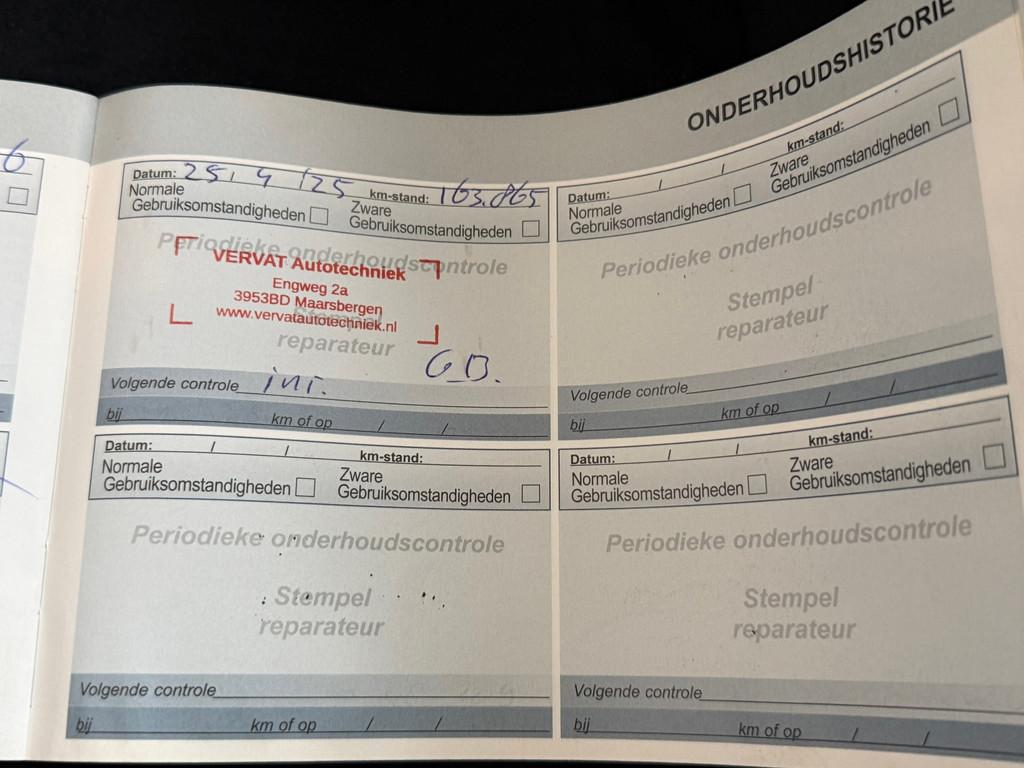 ONDERHOUDSHISTORIE
6
Datum: 25 / 4 / 25 km-stand: 163.865
Normale Gebruiksomstandigheden
Zware Gebruiksomstandigheden
Periodieke onderhoudscontrole
VERVAT Autotechniek
Engweg 2a
3953BD Maarsbergen
www.vervatautotechniek.nl
Stempel
reparateur
G.B.
Volgende controle int.
bij km of op / /
Datum: / / km-stand:
Normale Gebruiksomstandigheden
Zware Gebruiksomstandigheden
Periodieke onderhoudscontrole
Stempel
reparateur
Volgende controle
bij km of op / /
Datum: / / km-stand:
Normale Gebruiksomstandigheden
Zware Gebruiksomstandigheden
Periodieke onderhoudscontrole
Stempel
reparateur
Volgende controle
bij km of op / /
Datum: / / km-stand:
Normale Gebruiksomstandigheden
Zware Gebruiksomstandigheden
Periodieke onderhoudscontrole
Stempel
reparateur
Volgende controle
bij km of op / /